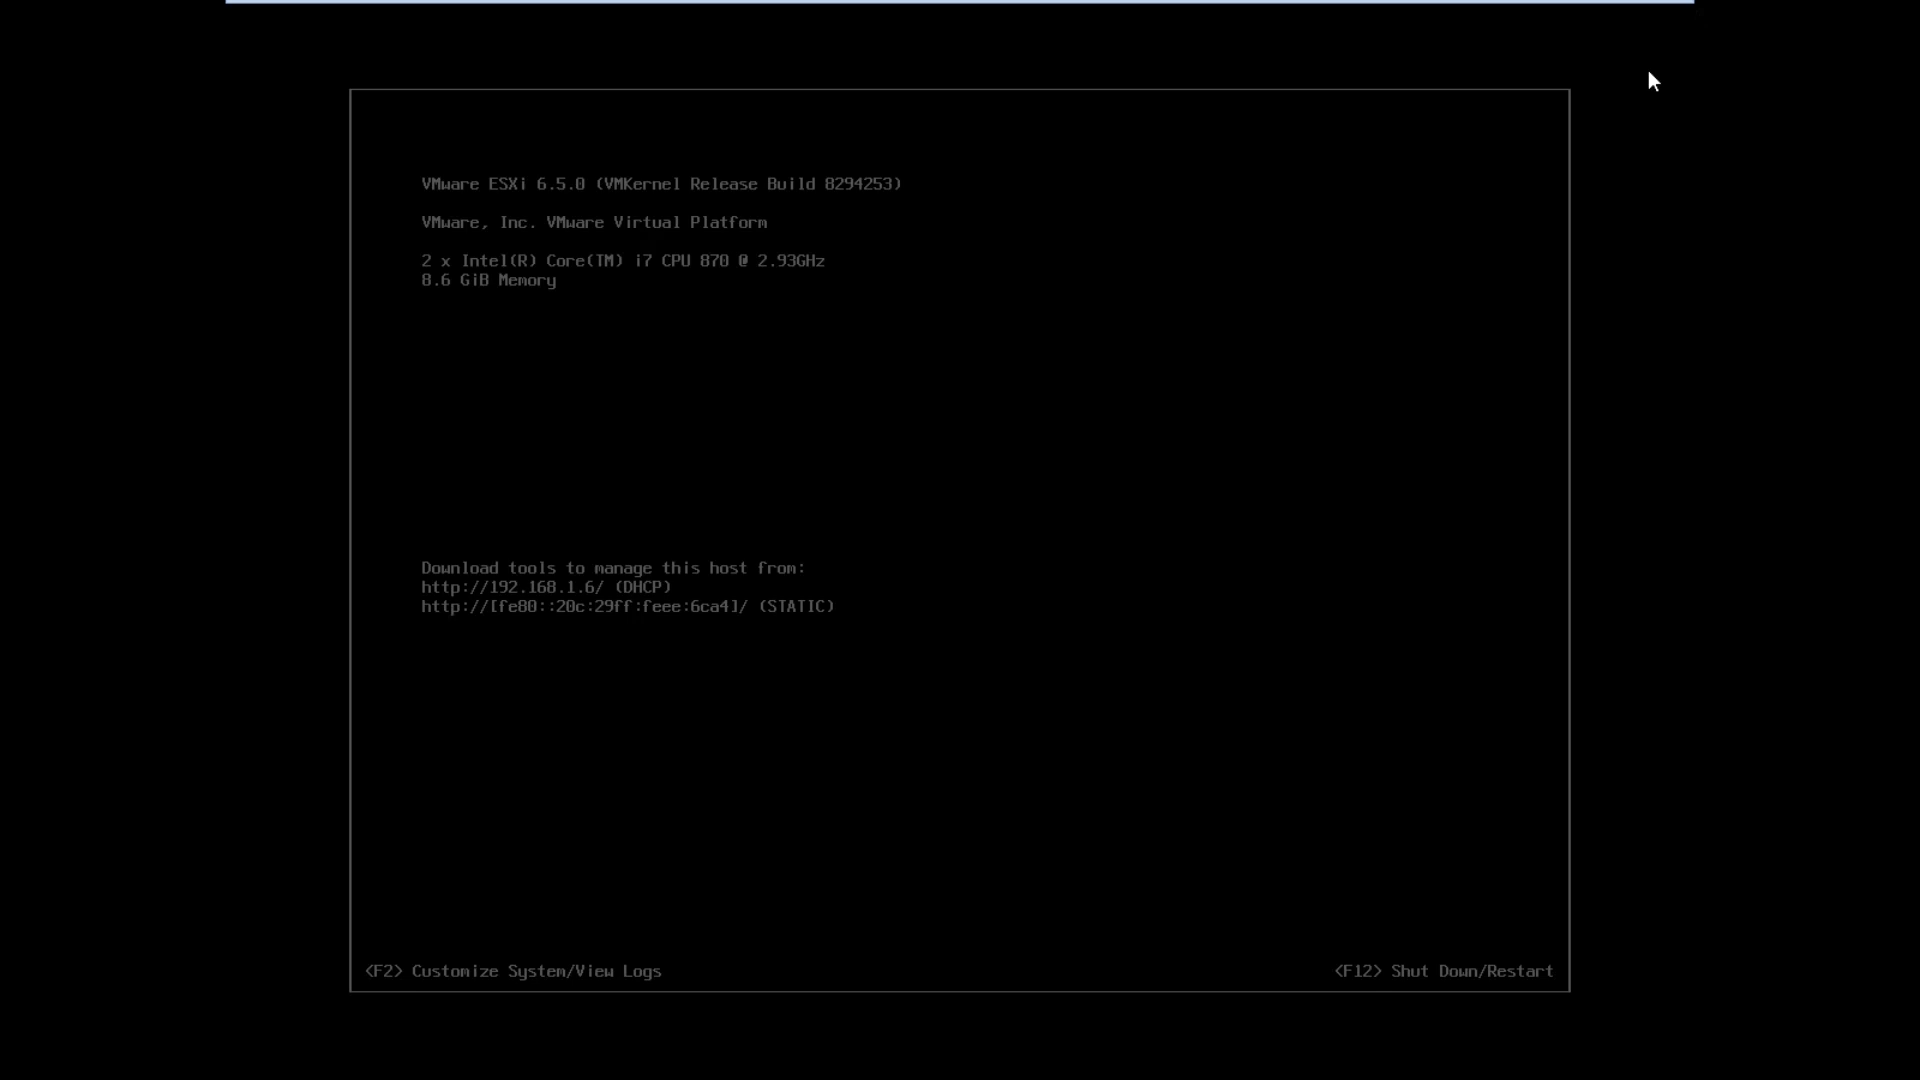 VMware ESXi 6.5.0 (VMKernel Release Build 8294253)
VMware, Inc. VMware Virtual Platform
2 x Intel(R) Core(TM) i7 CPU 870 @ 2.93GHz
8.6 GiB Memory
Download tools to manage this host from:
http://192.168.1.6/ (DHCP)
http://[fe80::20c:29ff:feee:6ca4]/ (STATIC)
<F2> Customize System/View Logs
<F12> Shut Down/Restart